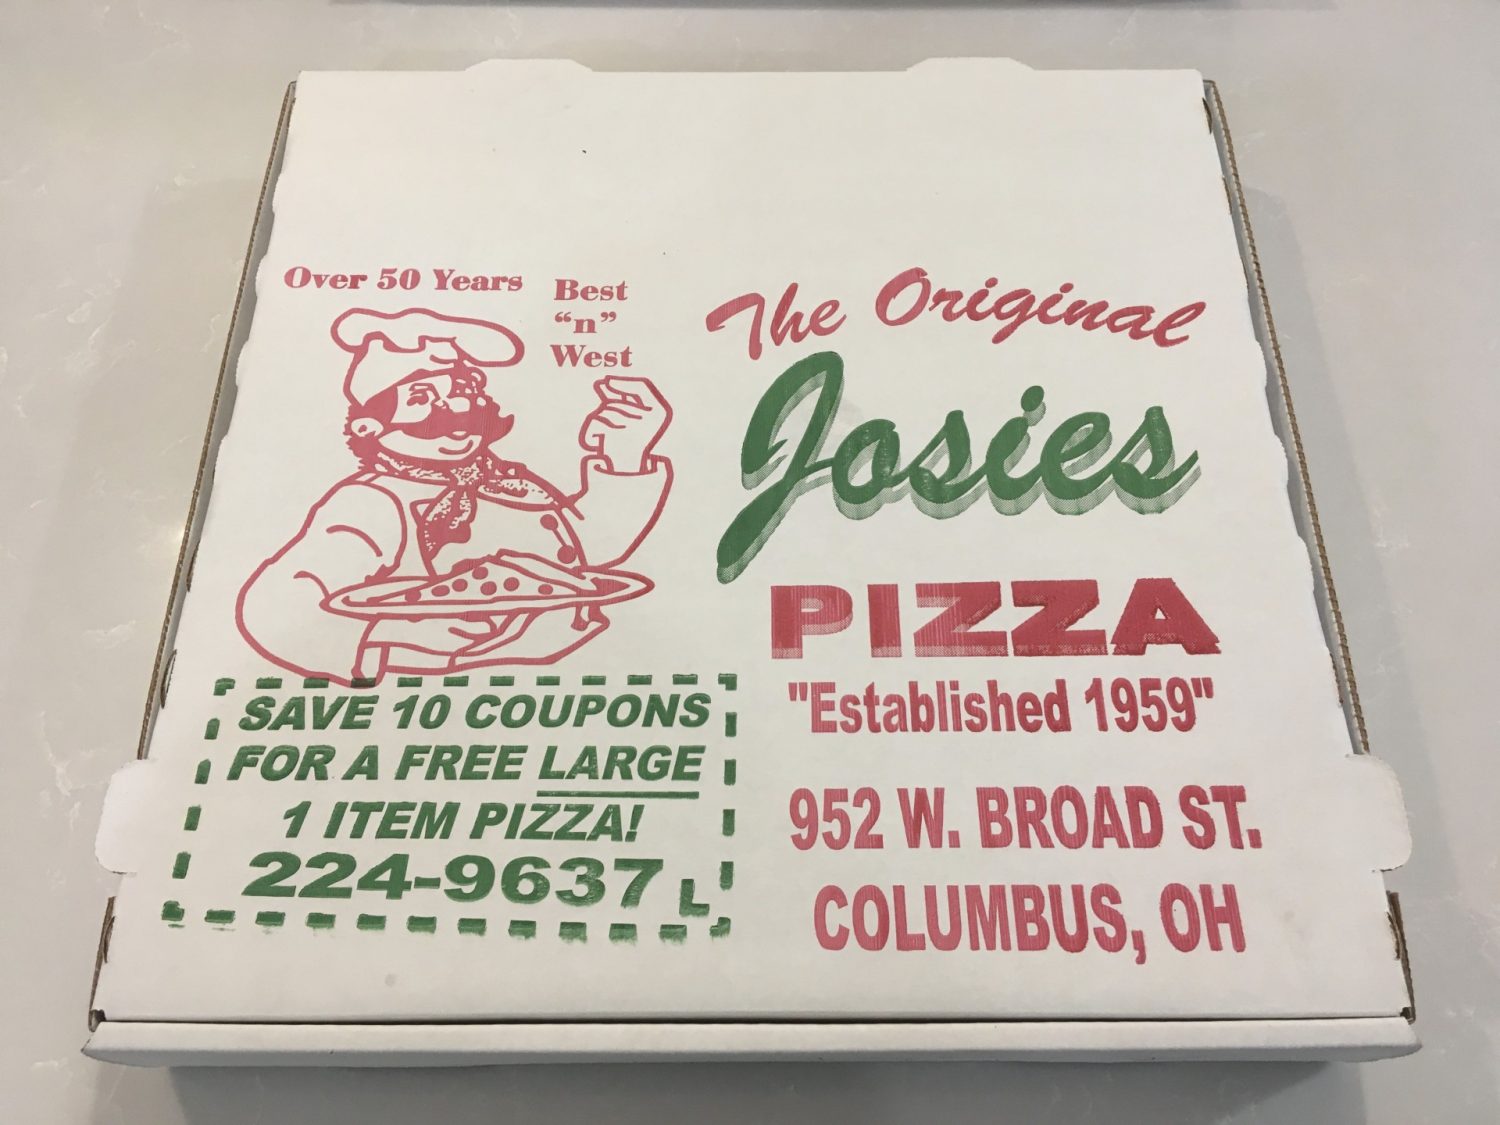 Over 50 Years
Best
“n”
West
The Original
Josies
PIZZA
"Established 1959"
952 W. BROAD ST.
COLUMBUS, OH
SAVE 10 COUPONS
FOR A FREE LARGE
1 ITEM PIZZA!
224-9637 L